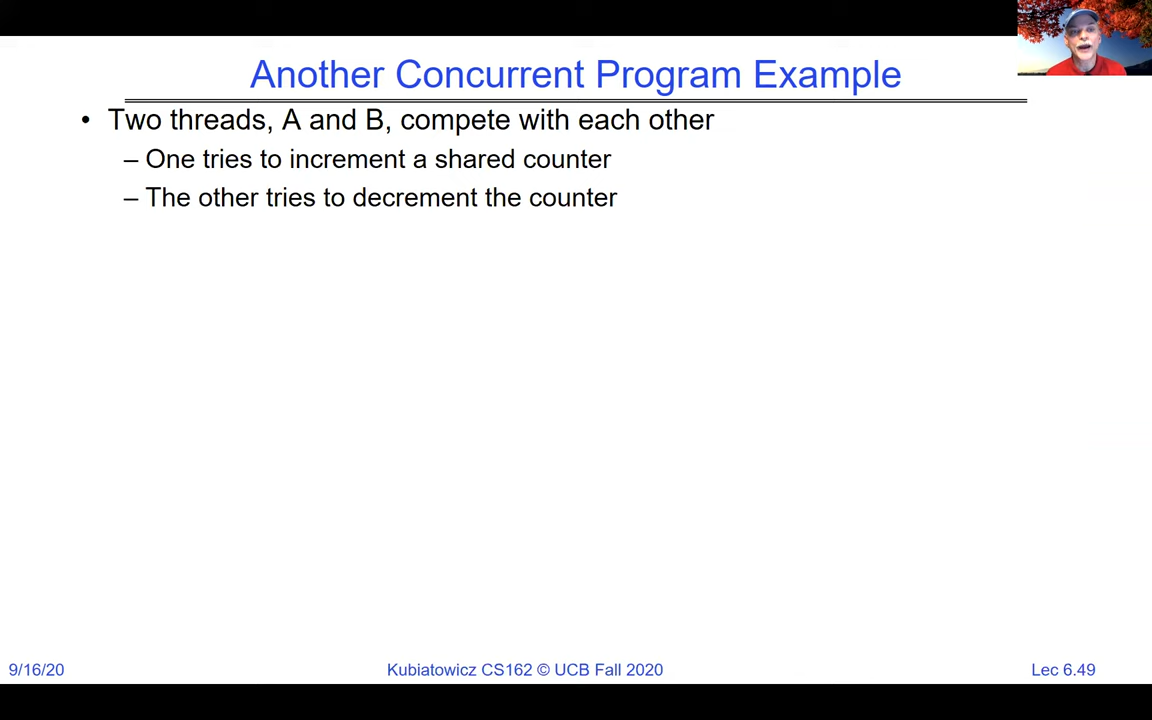 Another Concurrent Program Example
• Two threads, A and B, compete with each other
– One tries to increment a shared counter
– The other tries to decrement the counter
9/16/20
Kubiatowicz CS162 © UCB Fall 2020
Lec 6.49